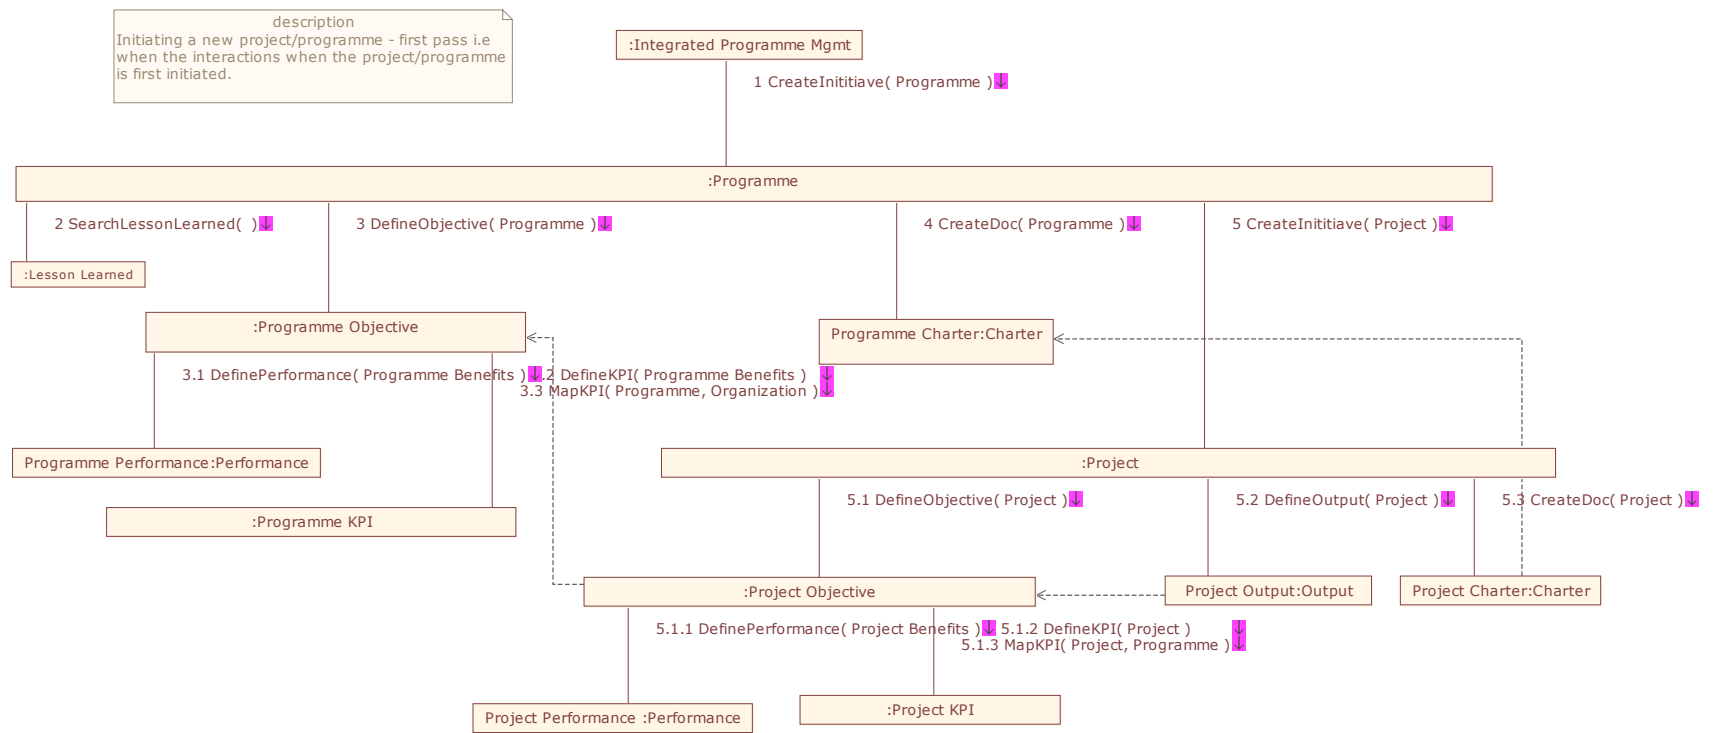 description
Initiating a new project/programme - first pass i.e
when the interactions when the project/programme
is first initiated.
:Integrated Programme Mgmt
1 CreateInititiave( Programme )
:Programme
2 SearchLessonLearned(  )
3 DefineObjective( Programme )
4 CreateDoc( Programme )
5 CreateInititiave( Project )
:Lesson Learned
:Programme Objective
Programme Charter:Charter
3.1 DefinePerformance( Programme Benefits )
.2 DefineKPI( Programme Benefits )
3.3 MapKPI( Programme, Organization )
Programme Performance:Performance
:Project
:Programme KPI
5.1 DefineObjective( Project )
5.2 DefineOutput( Project )
5.3 CreateDoc( Project )
:Project Objective
Project Output:Output
Project Charter:Charter
5.1.1 DefinePerformance( Project Benefits )
5.1.2 DefineKPI( Project )
5.1.3 MapKPI( Project, Programme )
:Project KPI
Project Performance :Performance